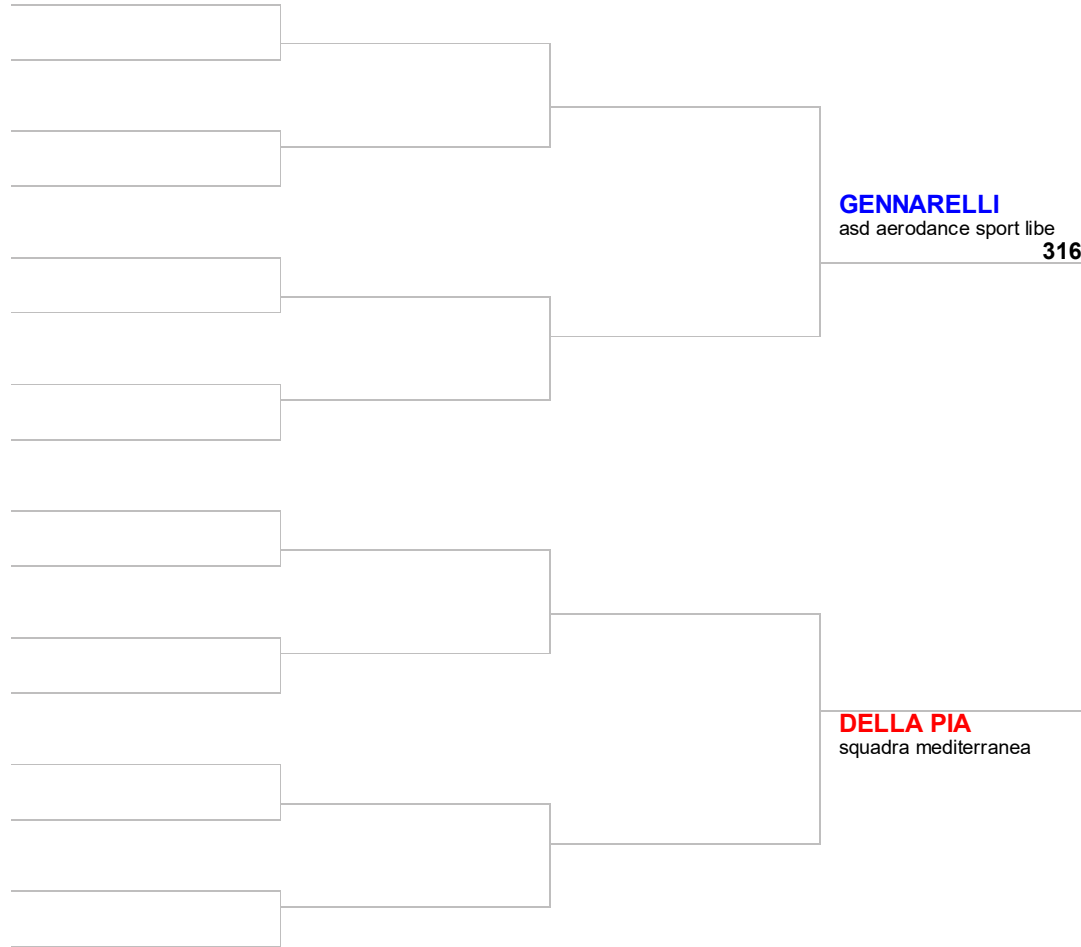 GENNARELLI
asd aerodance sport libe
316
DELLA PIA
squadra mediterranea